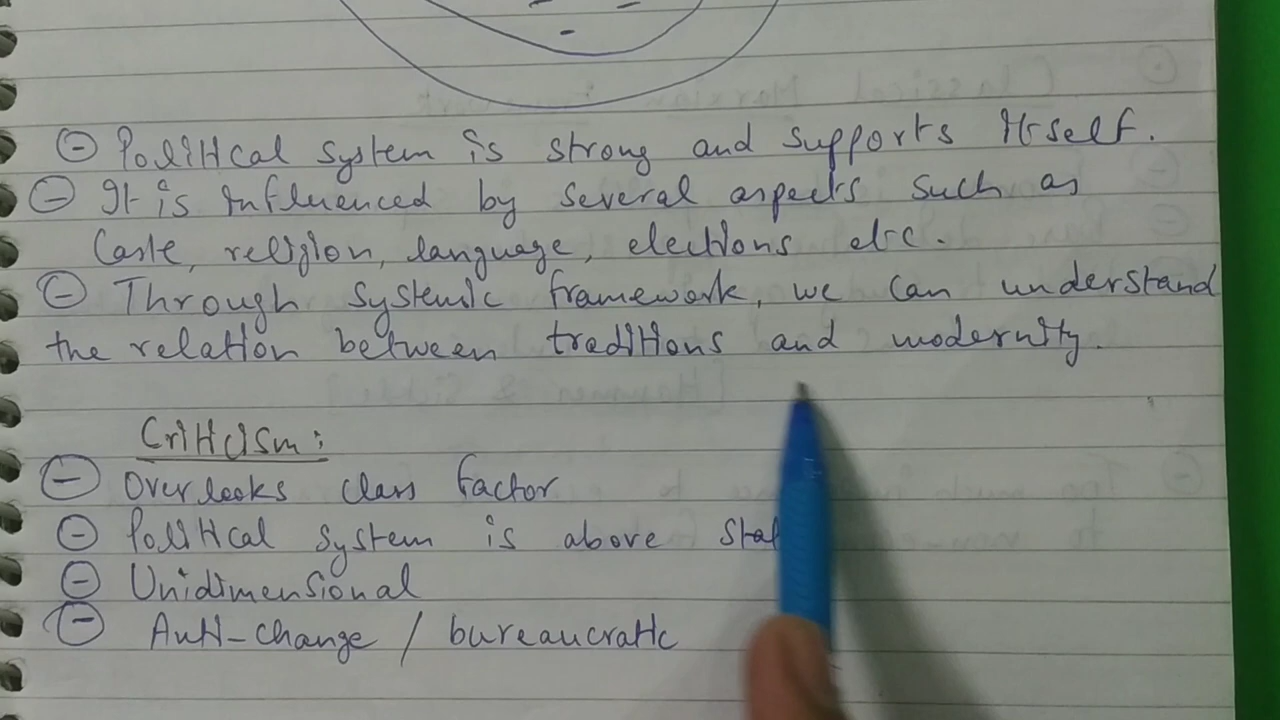 Political system is strong and supports itself.
It is influenced by several aspects such as
Caste, religion, language, elections etc.
Through systemic framework, we can understand
the relation between traditions and modernity.
Criticism:
Overlooks class factor
Political system is above
Unidimensional
Anti-change / bureaucratic